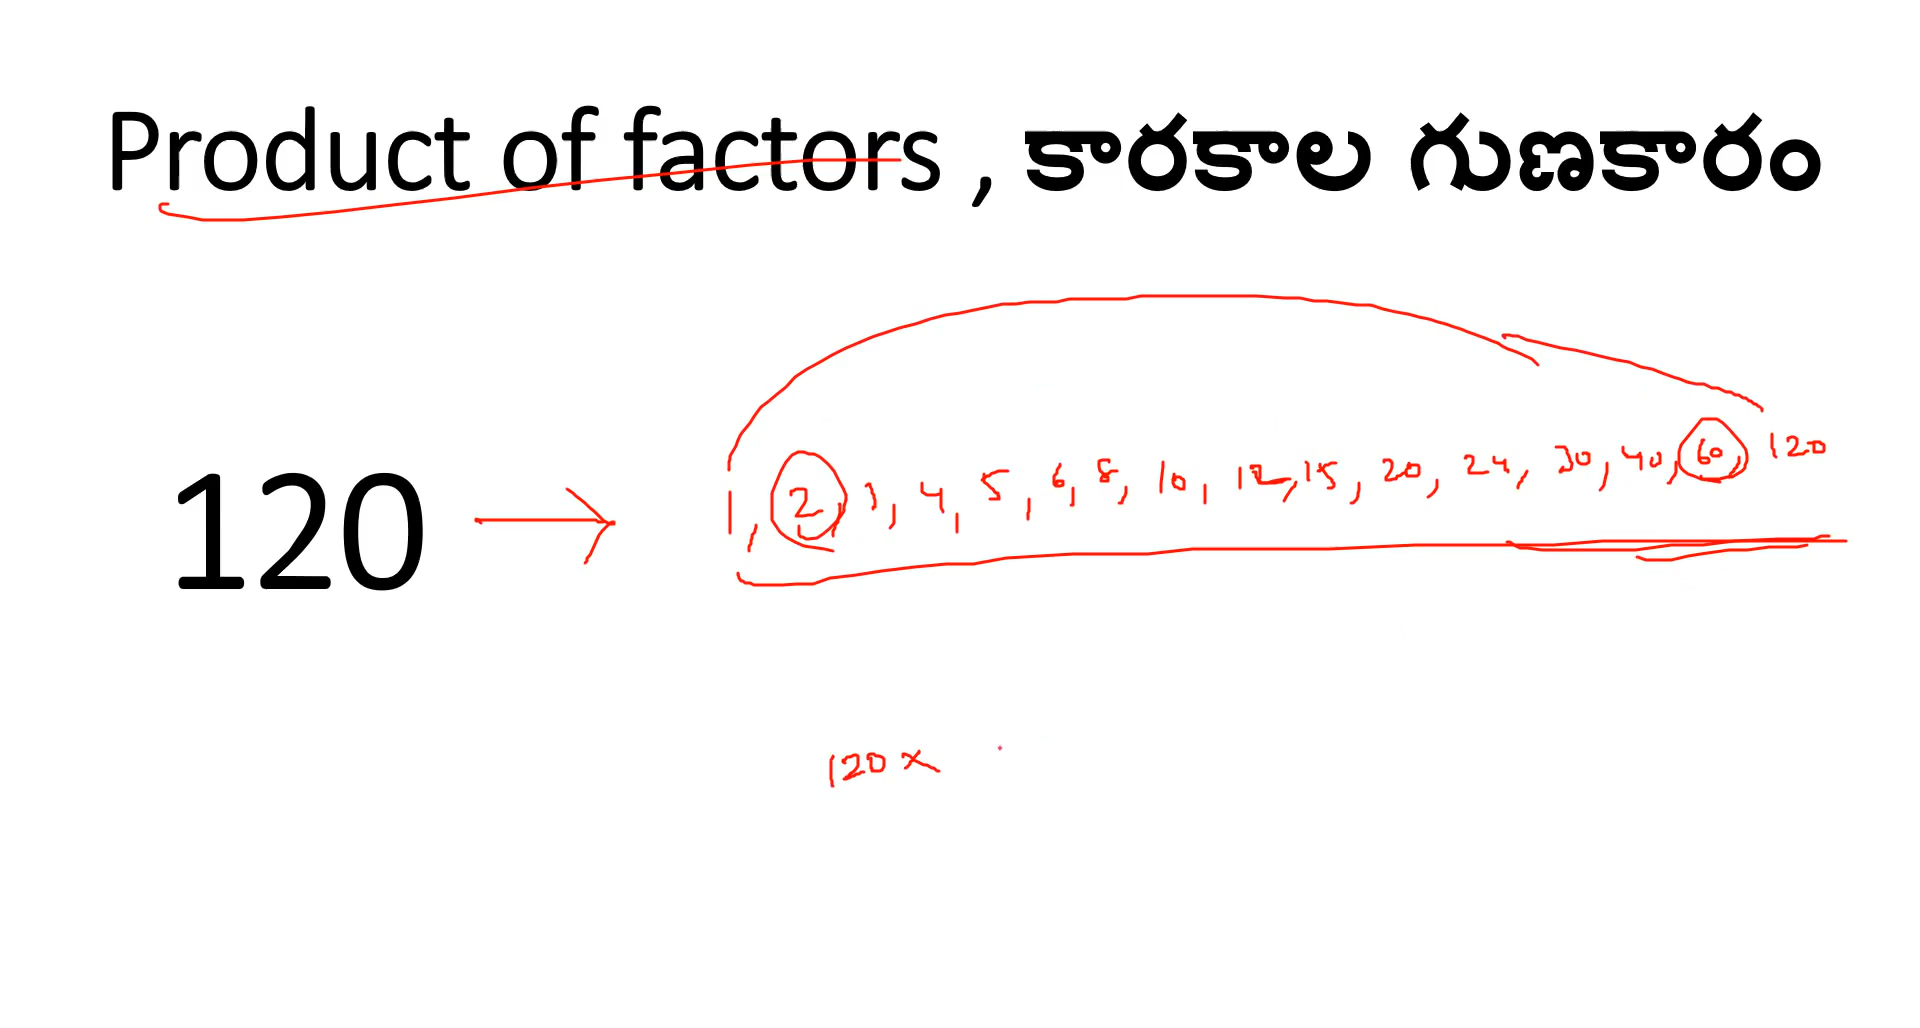 Product of factors , కారకాల గుణకారం
120 → 1, 2, 3, 4, 5, 6, 8, 10, 12, 15, 20, 24, 30, 40, 60, 120
120 ×